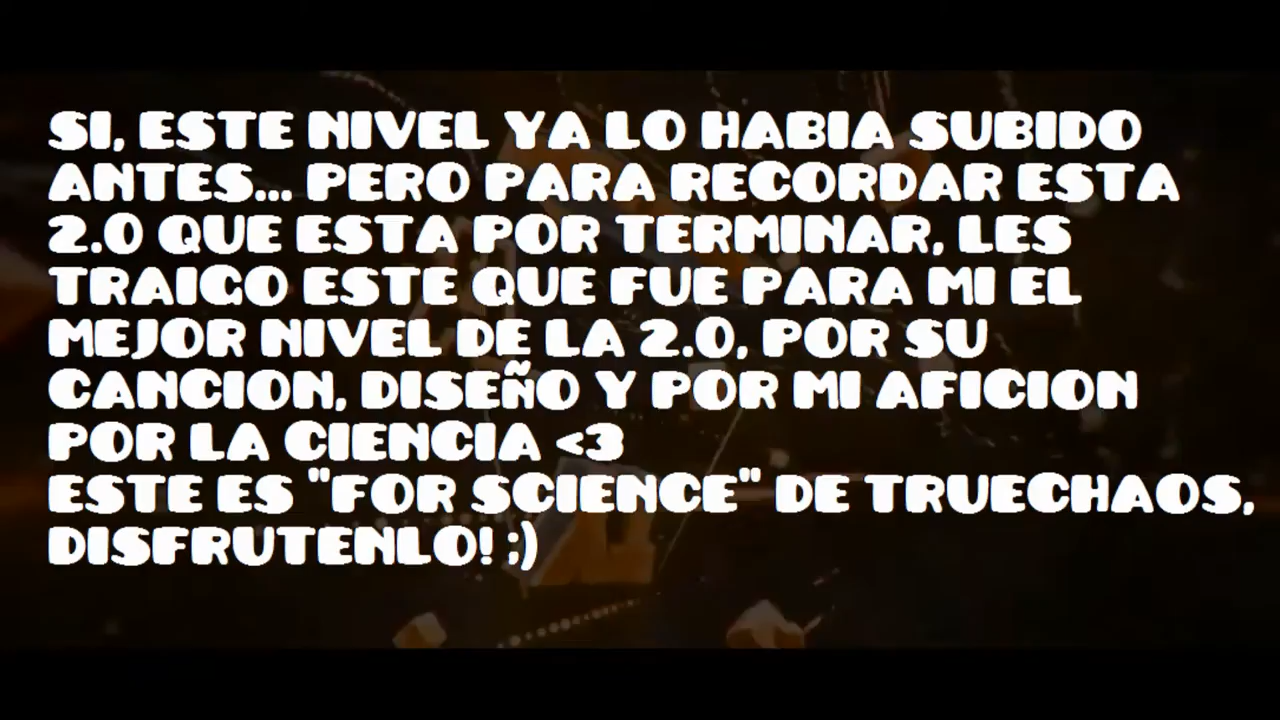 SI, ESTE NIVEL YA LO HABIA SUBIDO
ANTES... PERO PARA RECORDAR ESTA
2.0 QUE ESTA POR TERMINAR, LES
TRAIGO ESTE QUE FUE PARA MI EL
MEJOR NIVEL DE LA 2.0, POR SU
CANCION, DISEÑO Y POR MI AFICION
POR LA CIENCIA <3
ESTE ES "FOR SCIENCE" DE TRUECHAOS,
DISFRUTENLO! ;)